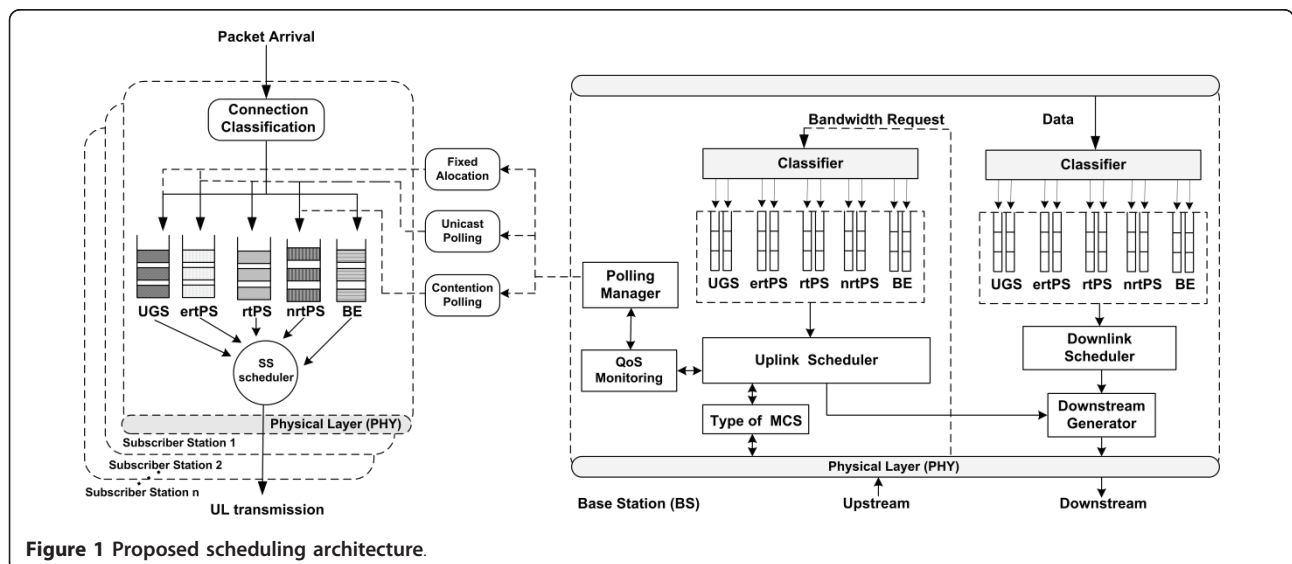 Packet Arrival
Connection
Classification
UGS ertPS rtPS nrtPS BE
SS
scheduler
Physical Layer (PHY)
Subscriber Station 1
Subscriber Station 2
Subscriber Station n
UL transmission
Fixed
Alocation
Unicast
Polling
Contention
Polling
Bandwidth Request
Data
Classifier
Classifier
UGS ertPS rtPS nrtPS BE
UGS ertPS rtPS nrtPS BE
Polling
Manager
QoS
Monitoring
Uplink Scheduler
Type of MCS
Downlink
Scheduler
Downstream
Generator
Physical Layer (PHY)
Base Station (BS)
Upstream
Downstream
Figure 1 Proposed scheduling architecture.